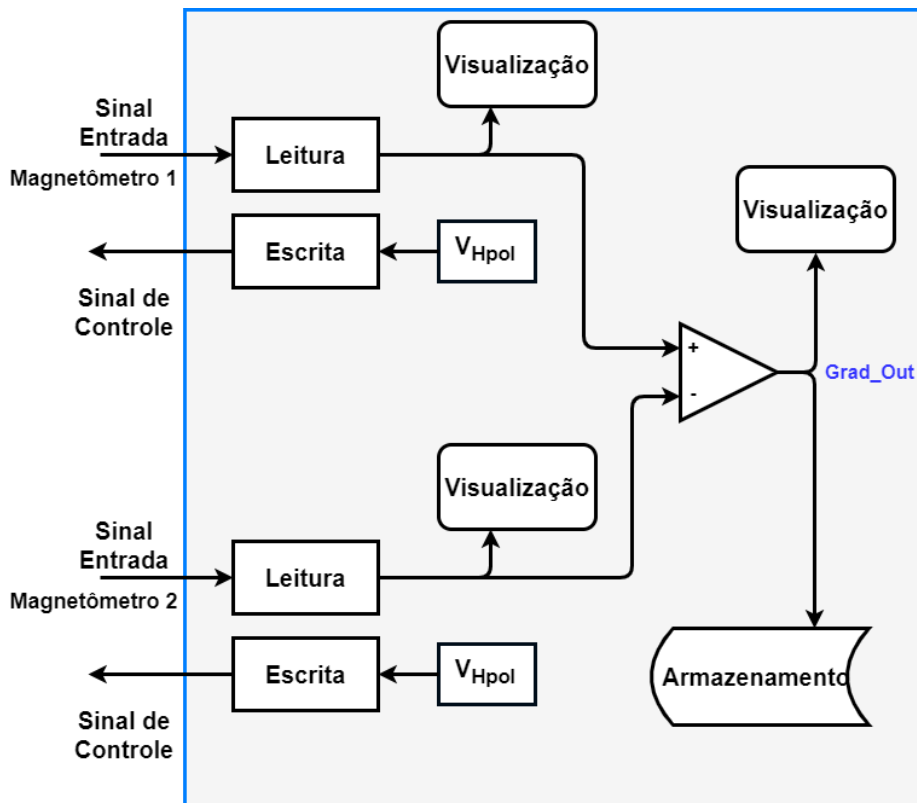 Visualização
Sinal
Entrada
Magnetômetro 1
Leitura
Visualização
Escrita
VHpol
Sinal de
Controle
+
-
Grad_Out
Visualização
Sinal
Entrada
Magnetômetro 2
Leitura
Escrita
VHpol
Armazenamento
Sinal de
Controle